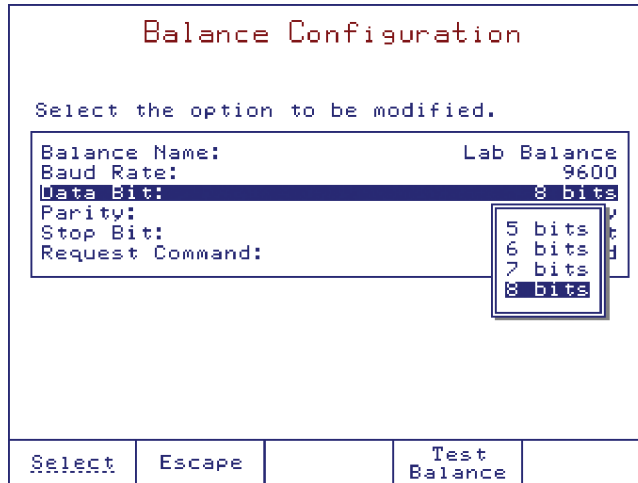 Balance Configuration
Select the option to be modified.
Balance Name: Lab Balance
Baud Rate: 9600
Data Bit: 8 bits
Parity:
Stop Bit:
Request Command:
5 bits
6 bits
7 bits
8 bits
Select Escape Test Balance